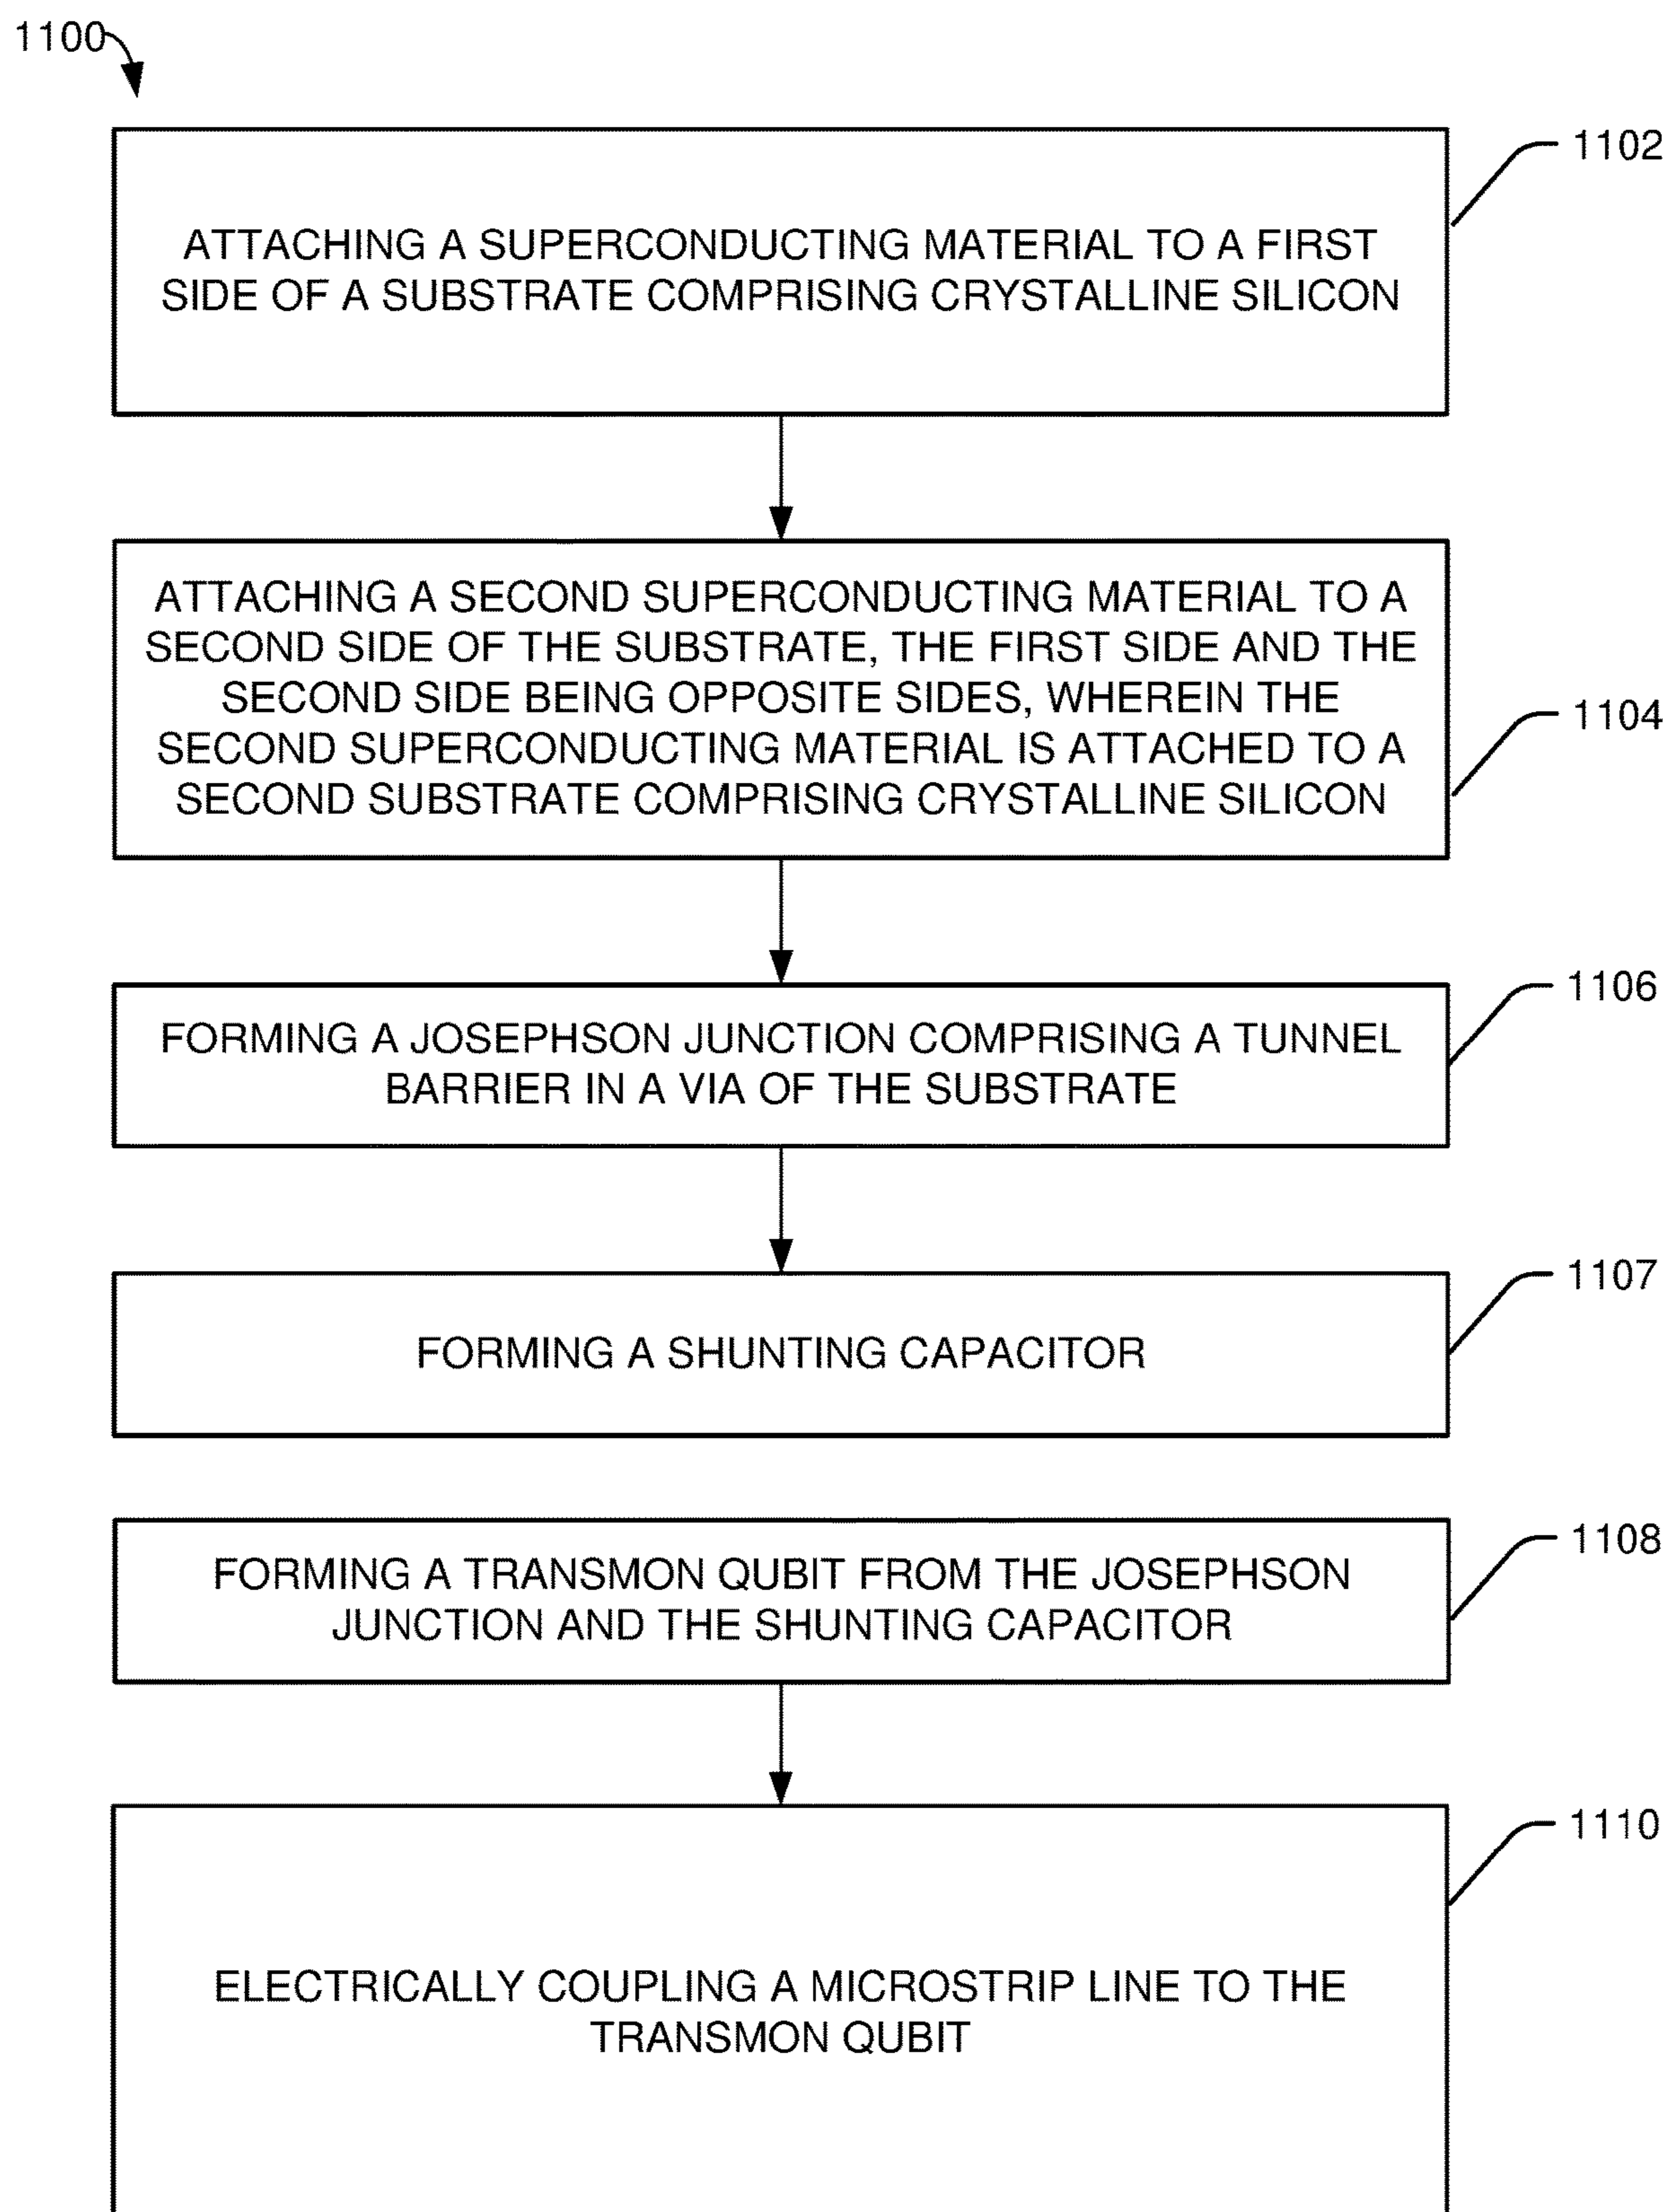 1100
1102
ATTACHING A SUPERCONDUCTING MATERIAL TO A FIRST
SIDE OF A SUBSTRATE COMPRISING CRYSTALLINE SILICON
ATTACHING A SECOND SUPERCONDUCTING MATERIAL TO A
SECOND SIDE OF THE SUBSTRATE, THE FIRST SIDE AND THE
SECOND SIDE BEING OPPOSITE SIDES, WHEREIN THE
SECOND SUPERCONDUCTING MATERIAL IS ATTACHED TO A
SECOND SUBSTRATE COMPRISING CRYSTALLINE SILICON
1104
1106
FORMING A JOSEPHSON JUNCTION COMPRISING A TUNNEL
BARRIER IN A VIA OF THE SUBSTRATE
1107
FORMING A SHUNTING CAPACITOR
1108
FORMING A TRANSMON QUBIT FROM THE JOSEPHSON
JUNCTION AND THE SHUNTING CAPACITOR
1110
ELECTRICALLY COUPLING A MICROSTRIP LINE TO THE
TRANSMON QUBIT